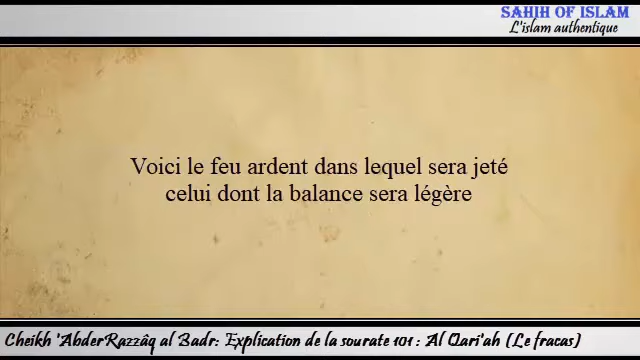 SAHIH OF ISLAM
L'islam authentique
Voici le feu ardent dans lequel sera jeté
celui dont la balance sera légère
Cheikh 'AbderRazzâq al Badr: Explication de la sourate 101 : Al Qari'ah (Le fracas)